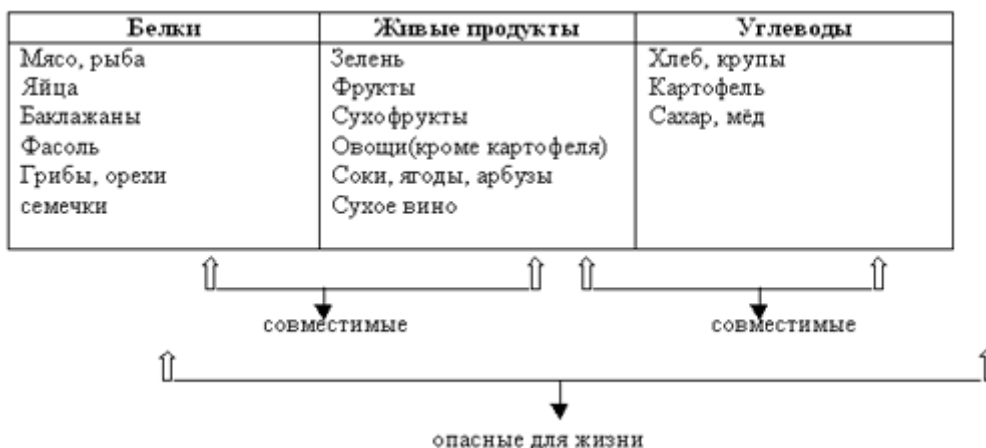 Белки
Живые продукты
Углеводы
Мясо, рыба
Яйца
Баклажаны
Фасоль
Грибы, орехи
семечки
Зелень
Фрукты
Сухофрукты
Овощи(кроме картофеля)
Соки, ягоды, арбузы
Сухое вино
Хлеб, крупы
Картофель
Сахар, мёд
совместимые
совместимые
опасные для жизни